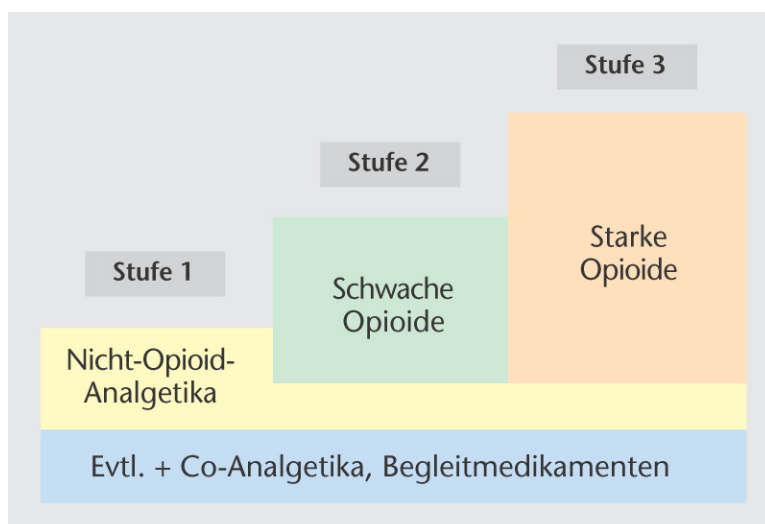 Stufe 3
Stufe 2
Stufe 1
Starke
Opioide
Schwache
Opioide
Nicht-Opioid-
Analgetika
Evtl. + Co-Analgetika, Begleitmedikamenten